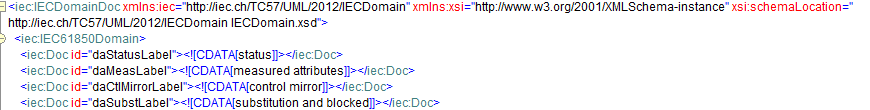 <iec:IECDomainDoc xmlns:iec="http://iec.ch/TC57/UML/2012/IECDomain" xmlns:xsi="http://www.w3.org/2001/XMLSchema-instance" xsi:schemaLocation="
http://iec.ch/TC57/UML/2012/IECDomain IECDomain.xsd">
<iec:IEC61850Domain>
<iec:Doc id="daStatusLabel"><![CDATA[status]]></iec:Doc>
<iec:Doc id="daMeasLabel"><![CDATA[measured attributes]]></iec:Doc>
<iec:Doc id="daCtlMirrorLabel"><![CDATA[control mirror]]></iec:Doc>
<iec:Doc id="daSubstLabel"><![CDATA[substitution and blocked]]></iec:Doc>